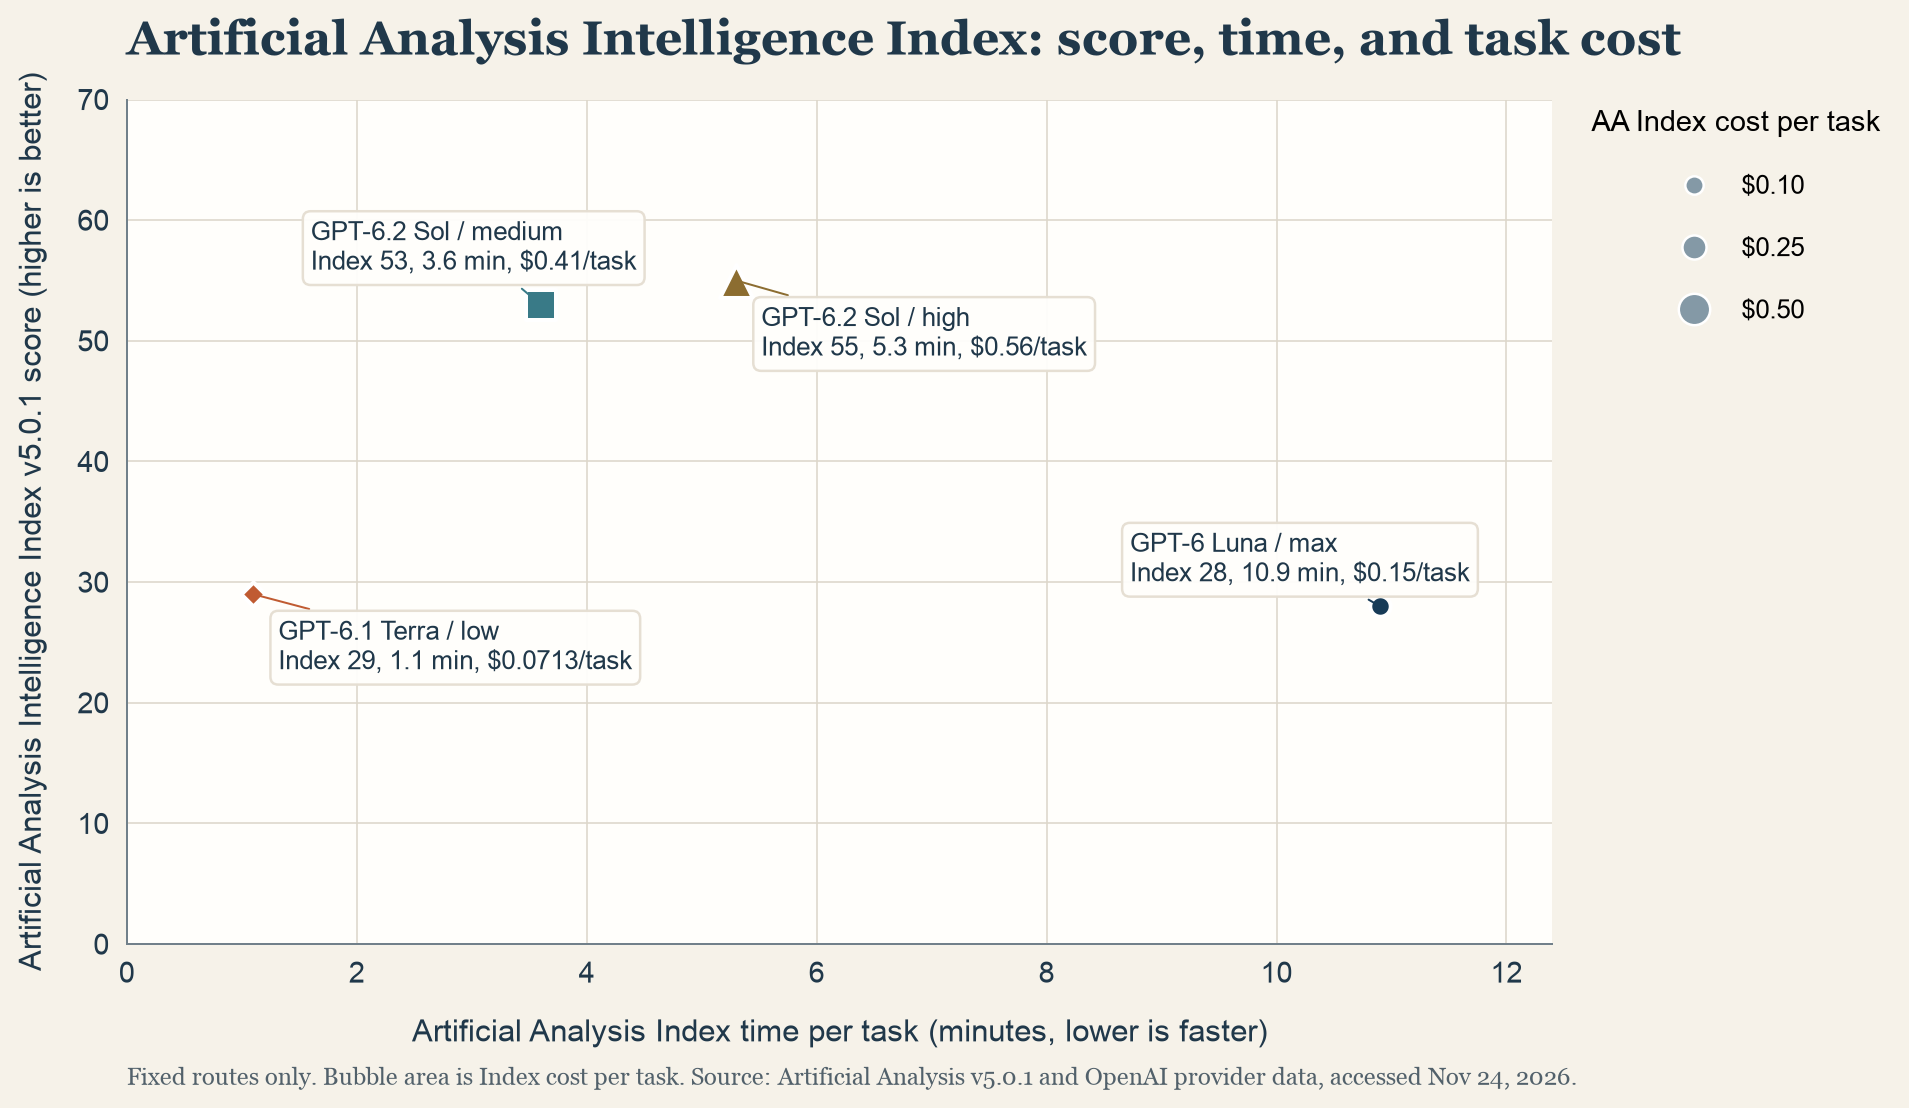 Artificial Analysis Intelligence Index: score, time, and task cost
Artificial Analysis Intelligence Index v5.0.1 score (higher is better)
70
60
50
40
30
20
10
0
GPT-6.2 Sol / medium
Index 53, 3.6 min, $0.41/task
GPT-6.2 Sol / high
Index 55, 5.3 min, $0.56/task
GPT-6 Luna / max
Index 28, 10.9 min, $0.15/task
GPT-6.1 Terra / low
Index 29, 1.1 min, $0.0713/task
AA Index cost per task
$0.10
$0.25
$0.50
0 2 4 6 8 10 12
Artificial Analysis Index time per task (minutes, lower is faster)
Fixed routes only. Bubble area is Index cost per task. Source: Artificial Analysis v5.0.1 and OpenAI provider data, accessed Nov 24, 2026.